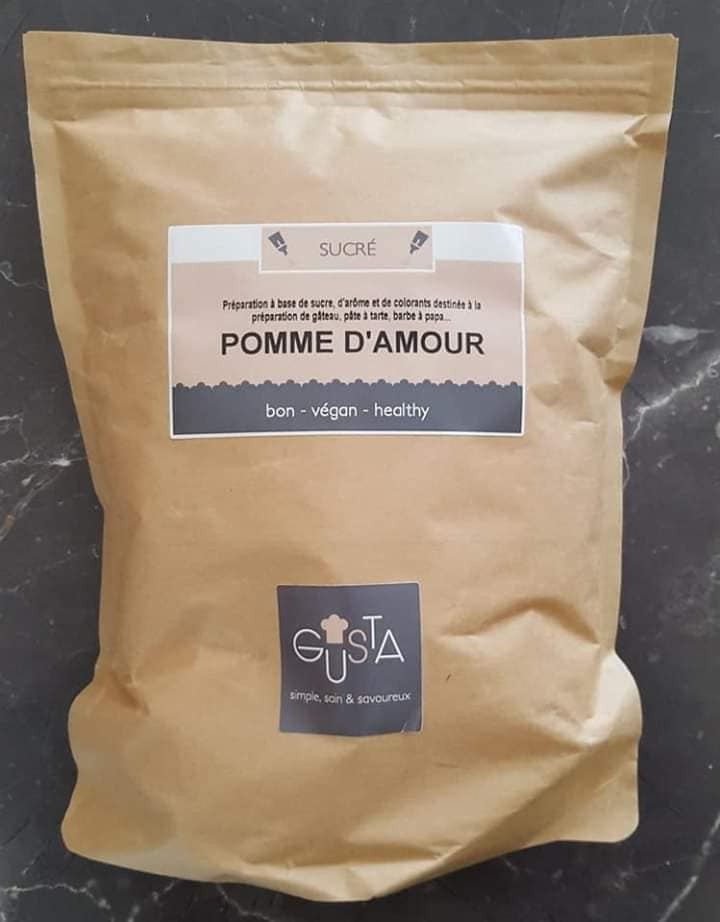 SUCRÉ
Préparation à base de sucre, d'arôme et de colorants destinée à la
préparation de gâteau, pâte à tarte, barbe à papa...
POMME D'AMOUR
bon - végan - healthy
GUSTA
simple, sain & savoureux